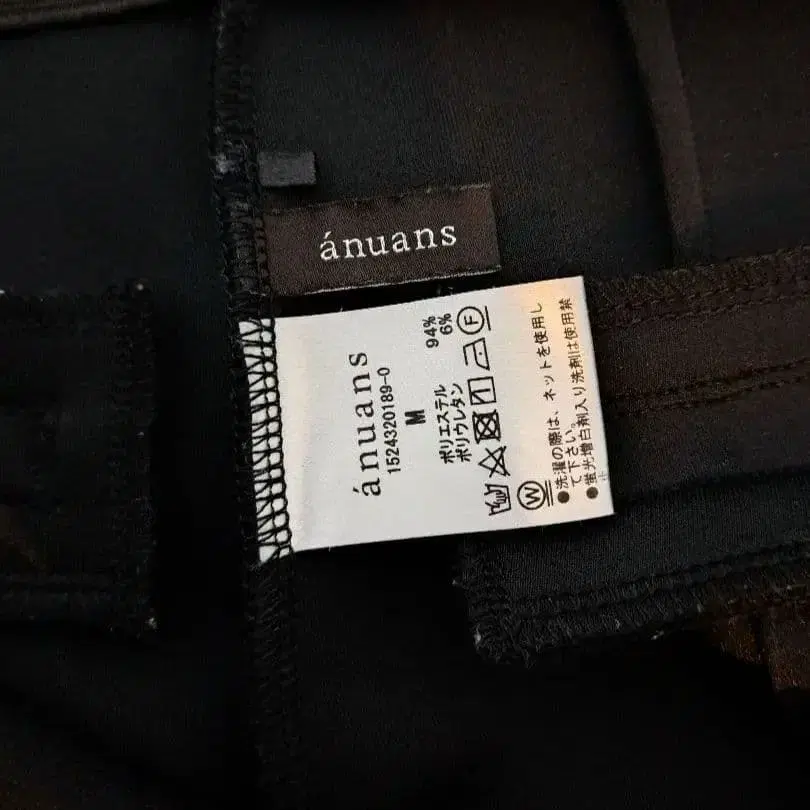 ánuans
ánuans
1524320189-0
M
ポリエステル 94%
ポリウレタン 6%
F
W
●洗濯の際は、ネットを使用し
て下さい。
●蛍光増白剤入り洗剤は使用禁
止